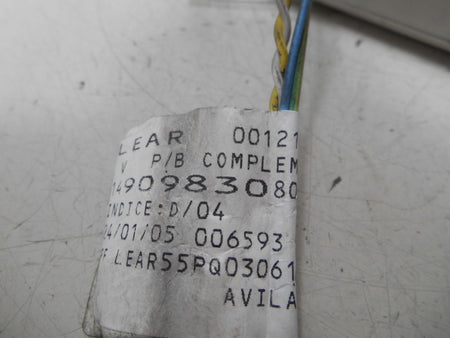 LEAR 00121
V P/B COMPLEM
490983080
INDICE:D/04
4/01/05 006593
F LEAR55PQ03061
AVILA